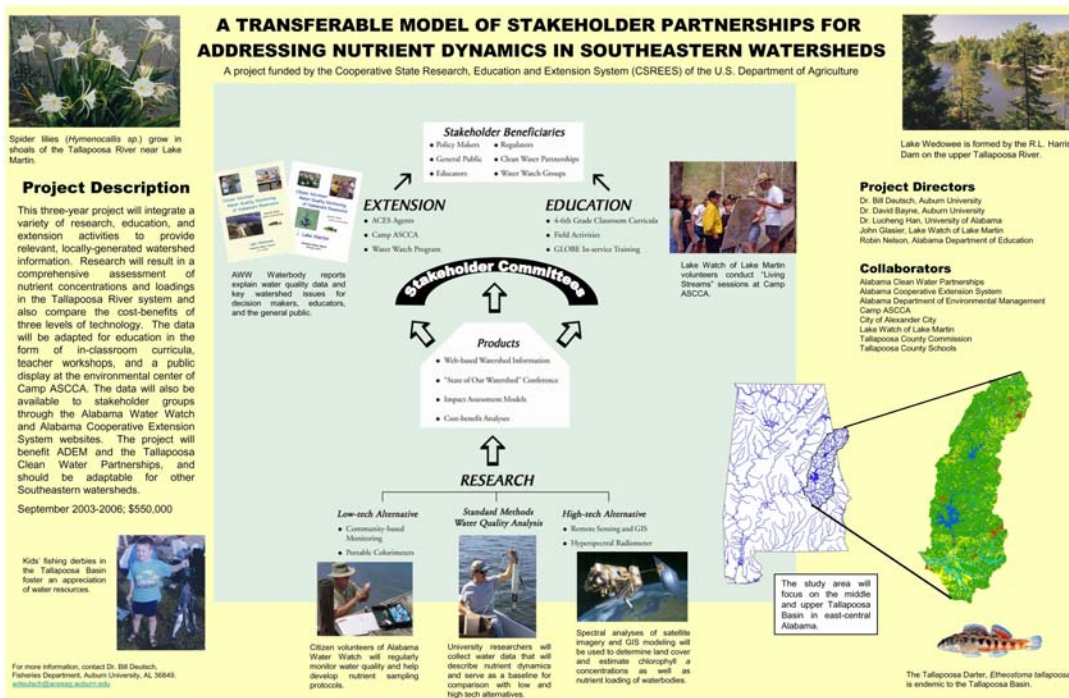 A TRANSFERABLE MODEL OF STAKEHOLDER PARTNERSHIPS FOR
ADDRESSING NUTRIENT DYNAMICS IN SOUTHEASTERN WATERSHEDS
A project funded by the Cooperative State Research, Education and Extension System (CSREES) of the U.S. Department of Agriculture
Spider lilies (Hymenocallis sp.) grow in
shoals of the Tallapoosa River near Lake
Martin.
Project Description
This three-year project will integrate a
variety of research, education, and
extension activities to provide
relevant, locally-generated watershed
information. Research will result in a
comprehensive assessment of
nutrient concentrations and loadings
in the Tallapoosa River system and
also compare the cost-benefits of
three levels of technology. The data
will be adapted for education in the
form of in-classroom curricula,
teacher workshops, and a public
display at the environmental center of
Camp ASCCA. The data will also be
available to stakeholder groups
through the Alabama Water Watch
and Alabama Cooperative Extension
System websites. The project will
benefit ADEM and the Tallapoosa
Clean Water Partnerships, and
should be adaptable for other
Southeastern watersheds.
September 2003-2006; $550,000
Kids' fishing derbies in
the Tallapoosa Basin
foster an appreciation
of water resources.
For more information, contact Dr. Bill Deutsch,
Fisheries Department, Auburn University, AL 36849.
Stakeholder Beneficiaries
• Policy Makers
• General Public
• Educators
• Regulators
• Clean Water Partnerships
• Water Watch Groups
EXTENSION
• ACES Agents
• Camp ASCCA
• Water Watch Program
EDUCATION
• 4-6th Grade Classroom Curricula
• Field Activities
• GLOBE In-service Training
AWW Waterbody reports
explain water quality data and
key watershed issues for
decision makers, educators,
and the general public.
Stakeholder Committees
Lake Watch of Lake Martin
volunteers conduct "Living
Streams" sessions at Camp
ASCCA.
Products
• Web-based Watershed Information
• "State of Our Watershed" Conference
• Impact Assessment Models
• Cost-benefit Analyses
RESEARCH
Low-tech Alternative
• Community-based
Monitoring
• Portable Colorimeters
Standard Methods
Water Quality Analysis
High-tech Alternative
• Remote Sensing and GIS
• Hyperspectral Radiometer
Citizen volunteers of Alabama
Water Watch will regularly
monitor water quality and help
develop nutrient sampling
protocols.
University researchers will
collect water data that will
describe nutrient dynamics
and serve as a baseline for
comparison with low and
high tech alternatives.
Spectral analyses of satellite
imagery and GIS modeling will
be used to determine land cover
and estimate chlorophyll a
concentrations as well as
nutrient loading of waterbodies.
Lake Wedowee is formed by the R.L. Harris
Dam on the upper Tallapoosa River.
Project Directors
Dr. Bill Deutsch, Auburn University
Dr. David Bayne, Auburn University
Dr. Luoheng Han, University of Alabama
John Glasier, Lake Watch of Lake Martin
Robin Nelson, Alabama Department of Education
Collaborators
Alabama Clean Water Partnerships
Alabama Cooperative Extension System
Alabama Department of Environmental Management
Camp ASCCA
City of Alexander City
Lake Watch of Lake Martin
Tallapoosa County Commission
Tallapoosa County Schools
The study area will
focus on the middle
and upper Tallapoosa
Basin in east-central
Alabama.
The Tallapoosa Darter, Etheostoma tallapoosae
is endemic to the Tallapoosa Basin.